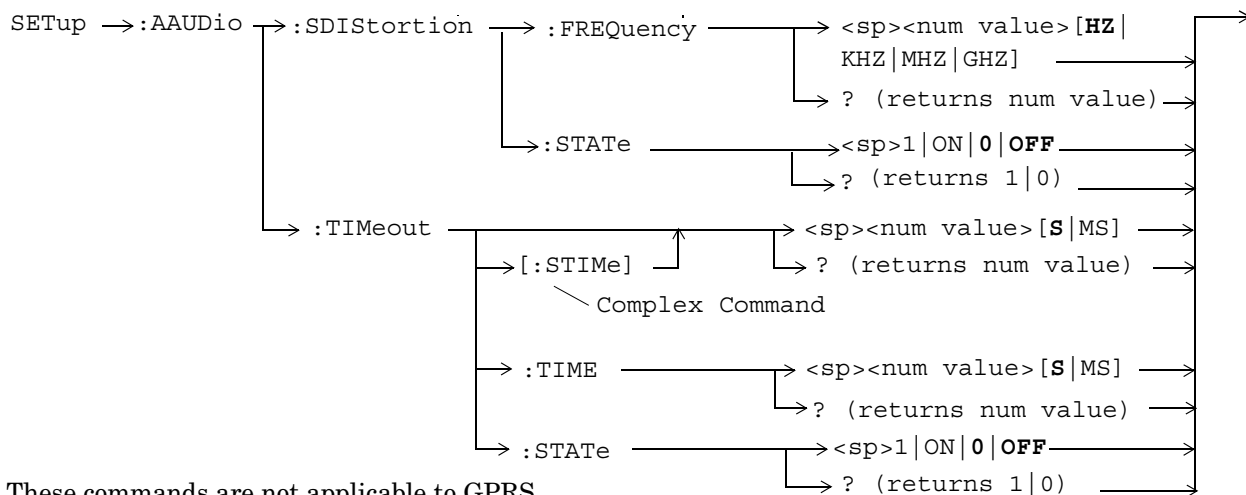 SETup :AAUDio :SDIStortion :FREQuency <sp><num value>[HZ|
KHZ|MHZ|GHZ]
? (returns num value)
:STATe <sp>1|ON|0|OFF
? (returns 1|0)
:TIMeout <sp><num value>[S|MS]
[:STIMe] ? (returns num value)
Complex Command
:TIME <sp><num value>[S|MS]
? (returns num value)
:STATe <sp>1|ON|0|OFF
? (returns 1|0)
These commands are not applicable to GPRS